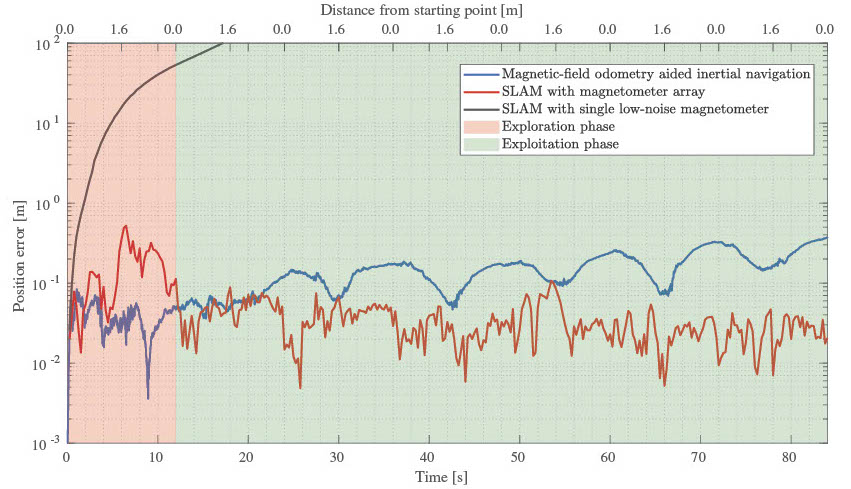 Distance from starting point [m]
0.0 1.6 0.0 1.6 0.0 1.6 0.0 1.6 0.0 1.6 0.0 1.6 0.0 1.6 0.0
10 2
10 1
10 0
10 -1
10 -2
10 -3
Position error [m]
Magnetic-field odometry aided inertial navigation
SLAM with magnetometer array
SLAM with single low-noise magnetometer
Exploration phase
Exploitation phase
0 10 20 30 40 50 60 70 80
Time [s]